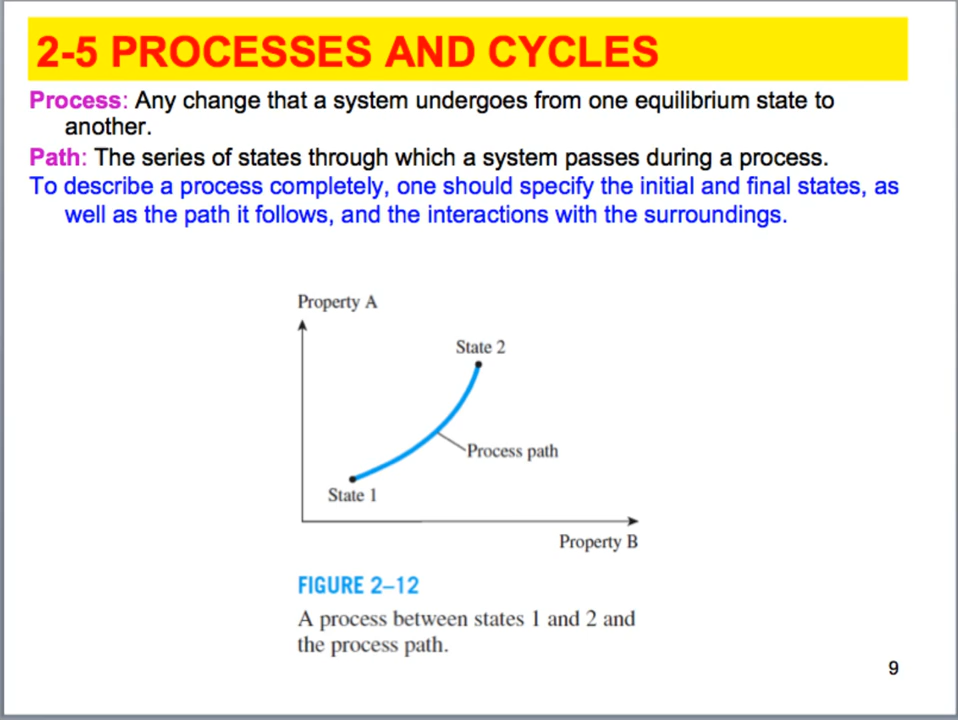 2-5 PROCESSES AND CYCLES
Process: Any change that a system undergoes from one equilibrium state to
another.
Path: The series of states through which a system passes during a process.
To describe a process completely, one should specify the initial and final states, as
well as the path it follows, and the interactions with the surroundings.
Property A
State 2
Process path
State 1
Property B
FIGURE 2–12
A process between states 1 and 2 and
the process path.
9